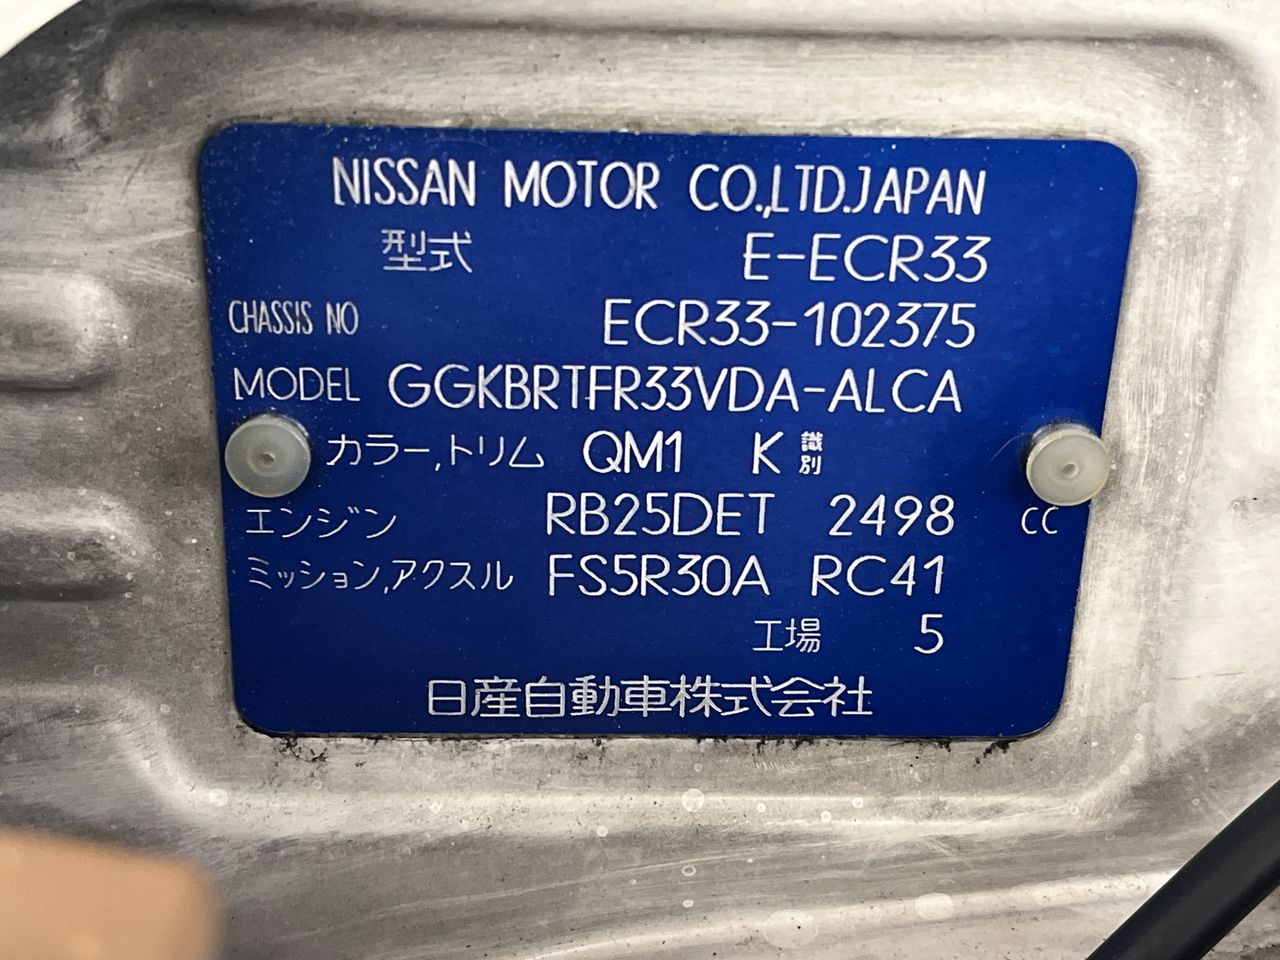 NISSAN MOTOR CO.,LTD.JAPAN
型式 E-ECR33
CHASSIS NO ECR33-102375
MODEL GGKBRTFR33VDA-ALCA
カラー,トリム QM1 K 識別
エンジン RB25DET 2498 CC
ミッション,アクスル FS5R30A RC41
工場 5
日産自動車株式会社